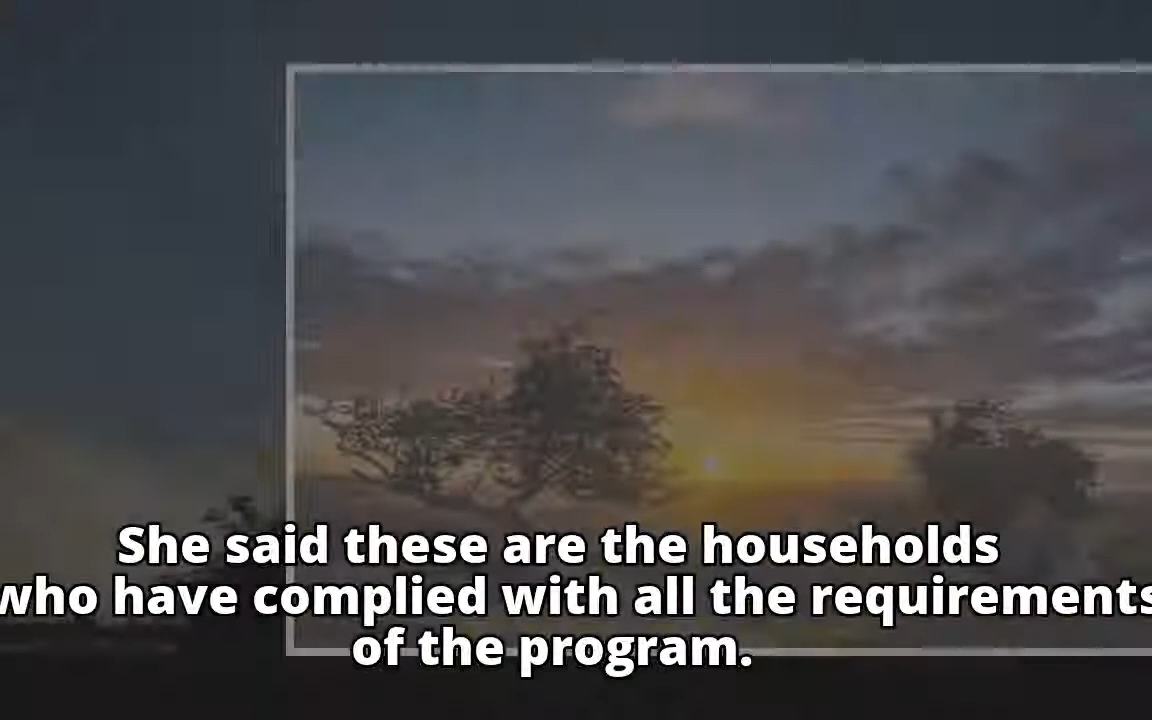 She said these are the households
who have complied with all the requirements
of the program.